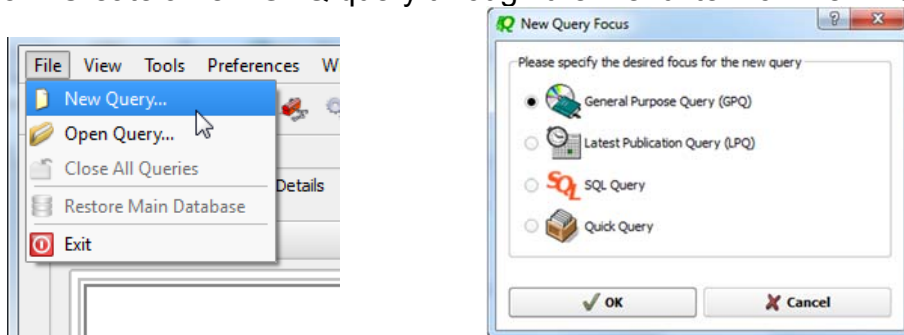 New Query Focus
File View Tools Preferences W
New Query...
Open Query...
Close All Queries
Details
Restore Main Database
Exit
Please specify the desired focus for the new query
General Purpose Query (GPQ)
Latest Publication Query (LPQ)
SQL SQL Query
Quick Query
OK Cancel